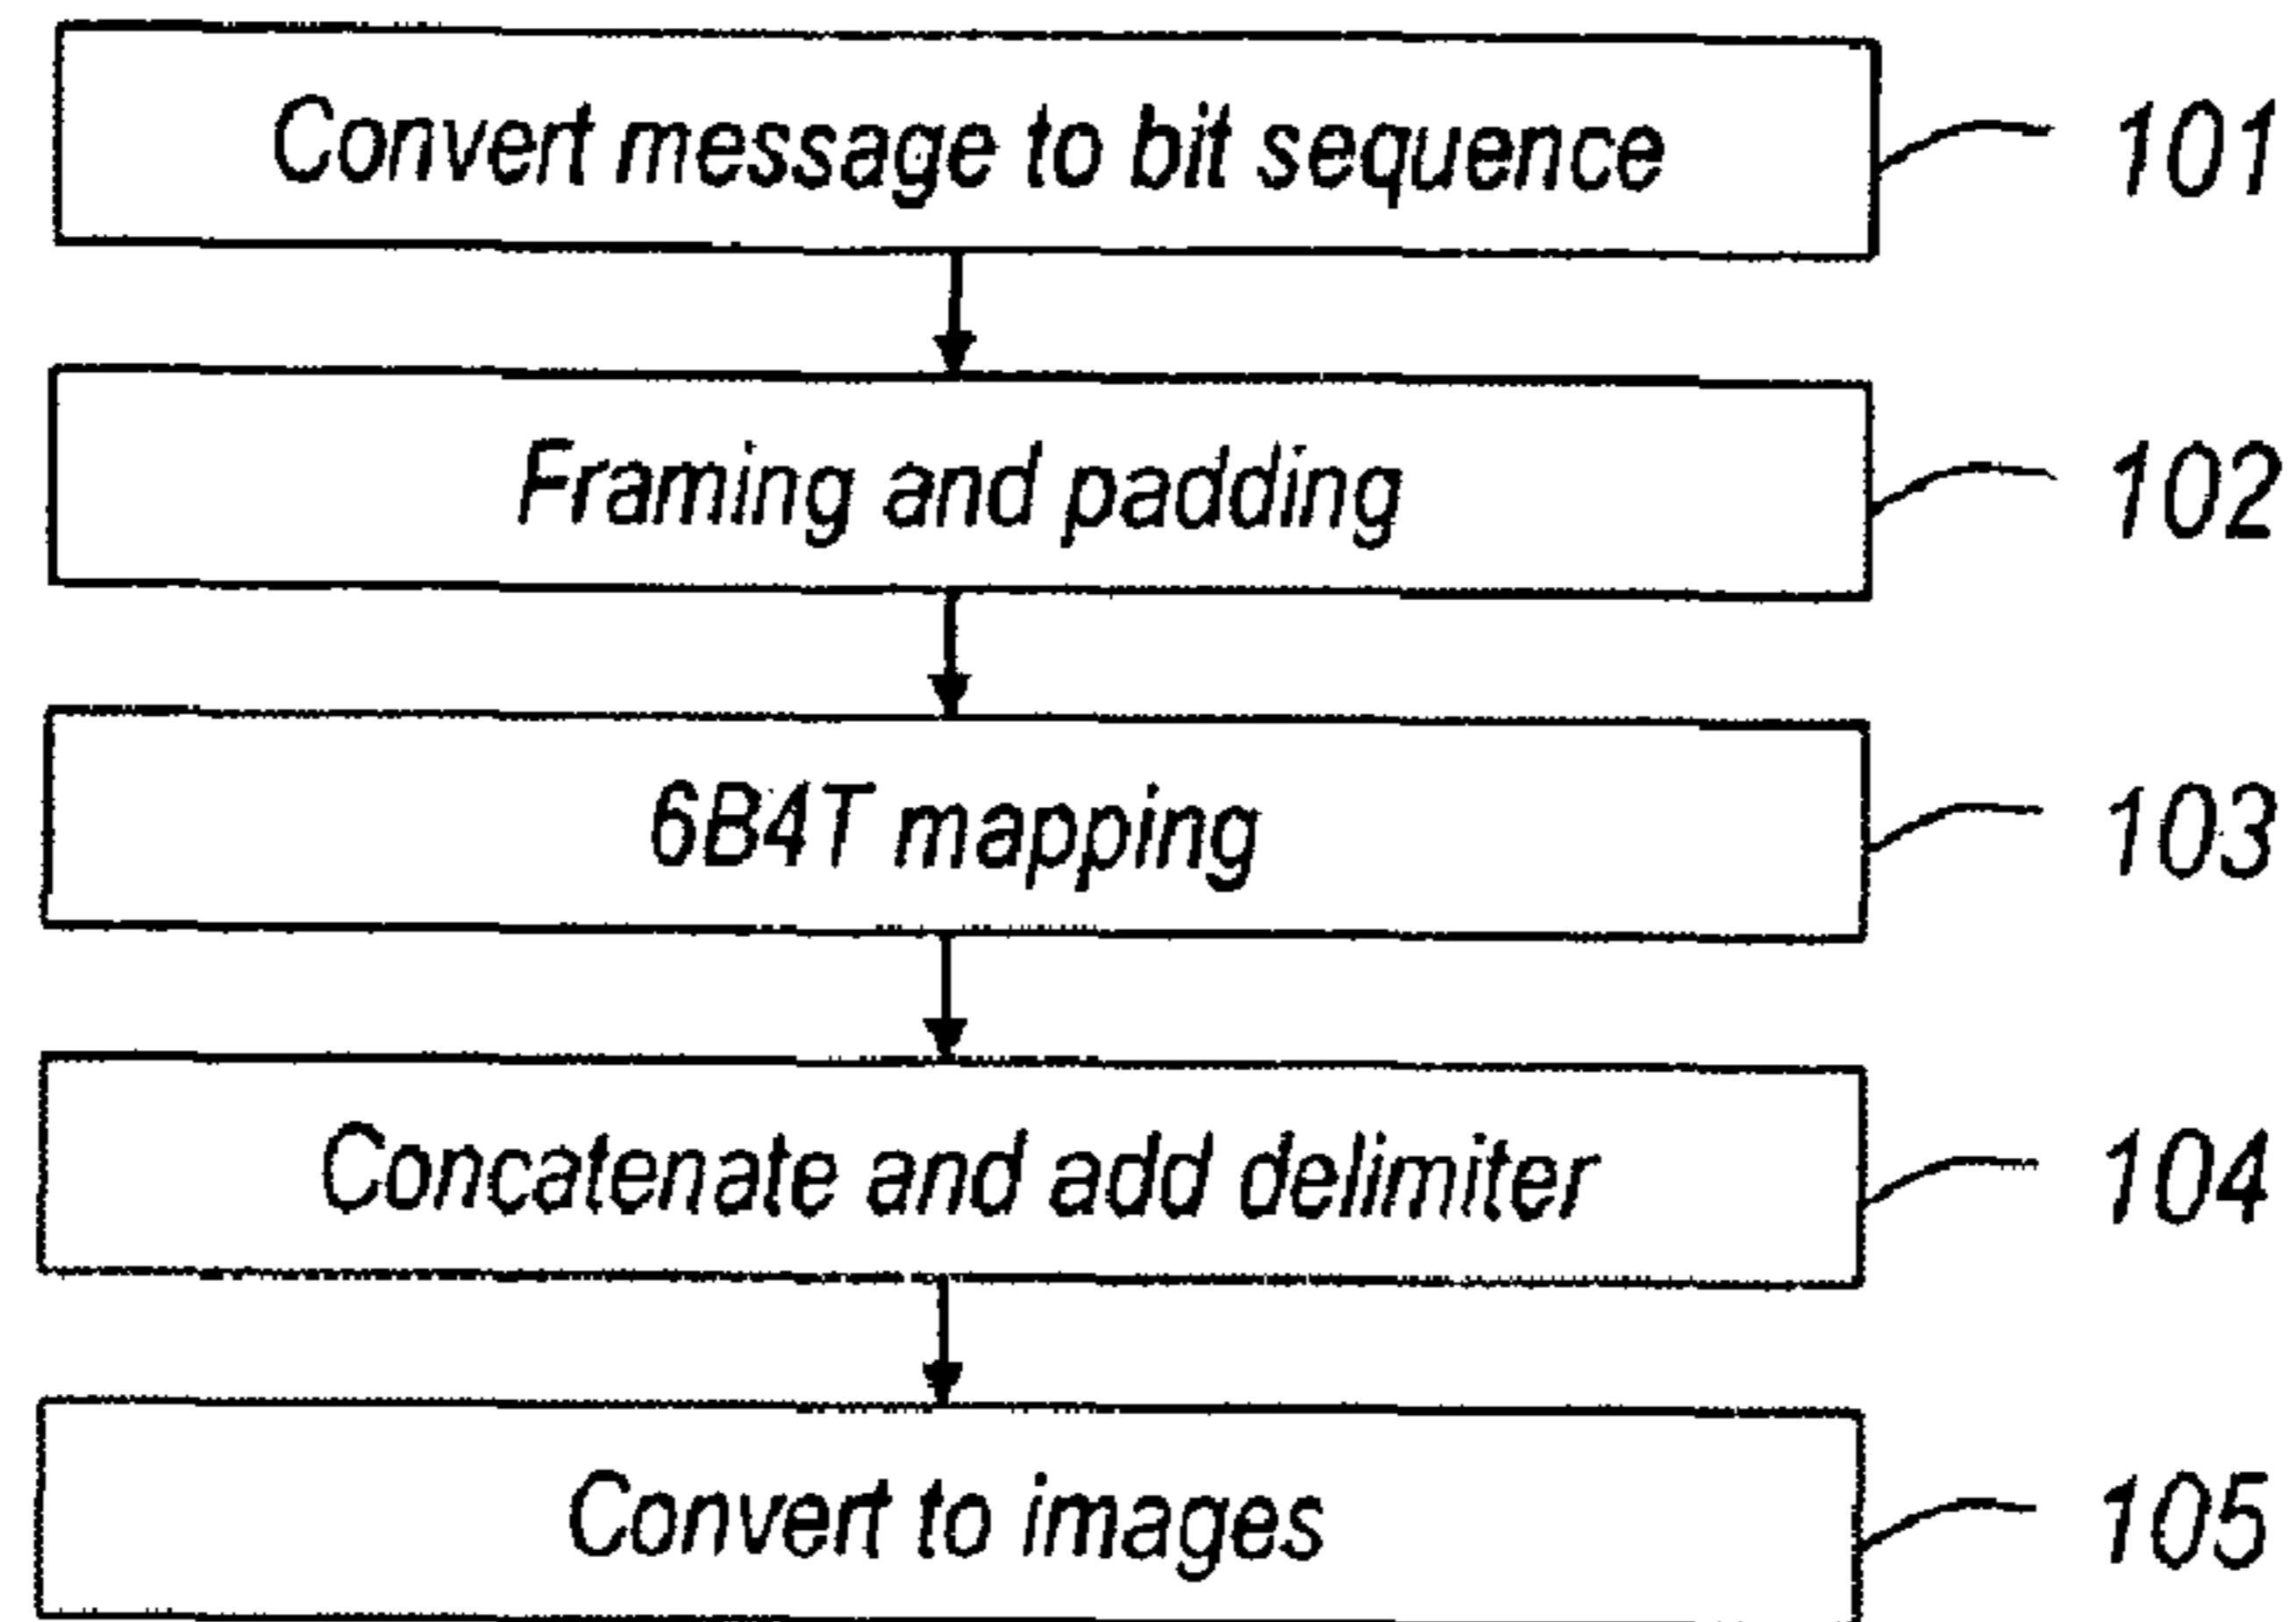 Convert message to bit sequence 101
Framing and padding 102
6B4T mapping 103
Concatenate and add delimiter 104
Convert to images 105